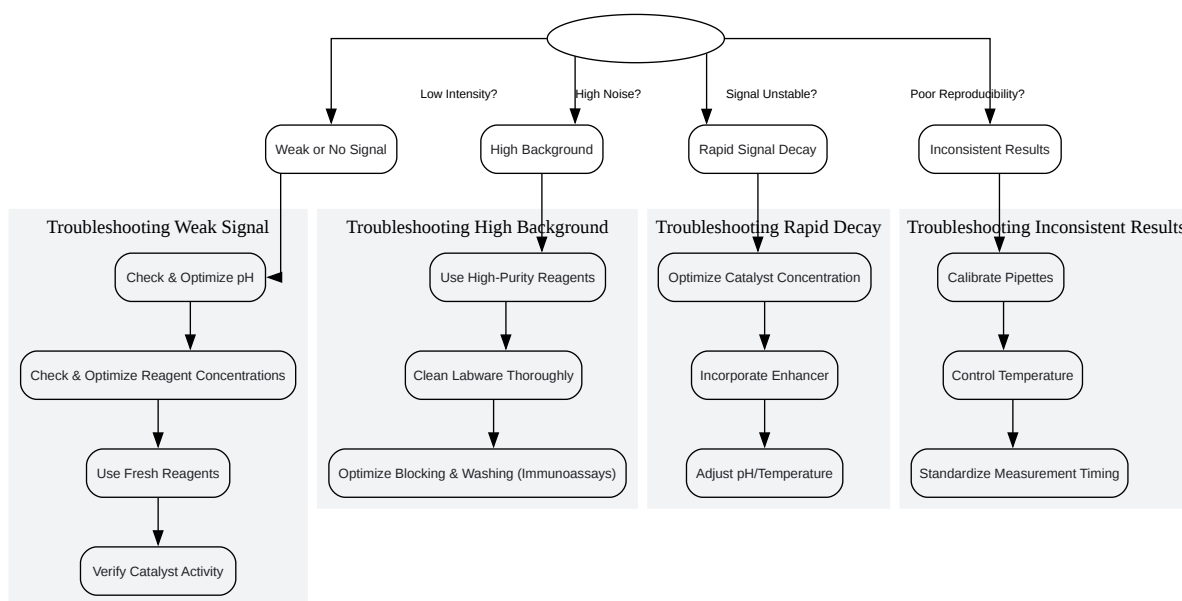 Low Intensity?
High Noise?
Signal Unstable?
Poor Reproducibility?
Weak or No Signal
High Background
Rapid Signal Decay
Inconsistent Results
Troubleshooting Weak Signal
Troubleshooting High Background
Troubleshooting Rapid Decay
Troubleshooting Inconsistent Results
Check & Optimize pH
Use High-Purity Reagents
Optimize Catalyst Concentration
Calibrate Pipettes
Check & Optimize Reagent Concentrations
Clean Labware Thoroughly
Incorporate Enhancer
Control Temperature
Use Fresh Reagents
Optimize Blocking & Washing (Immunoassays)
Adjust pH/Temperature
Standardize Measurement Timing
Verify Catalyst Activity